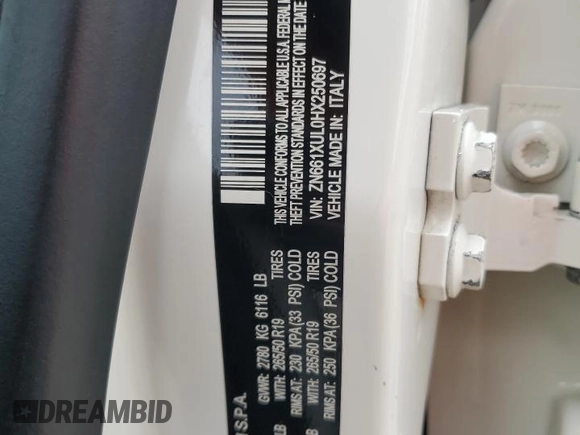 I S.P.A.
GVWR: 2780 KG 6116 LB
LB WITH: 265/50 R19 TIRES
RIMS AT: 230 KPA(33 PSI) COLD
LB WITH: 265/50 R19 TIRES
RIMS AT: 250 KPA(36 PSI) COLD
THIS VEHICLE CONFORMS TO ALL APPLICABLE U.S.A. FEDERAL
THEFT PREVENTION STANDARDS IN EFFECT ON THE DATE
VIN: ZN661XUL0HX250697
VEHICLE MADE IN: ITALY
DREAMBID